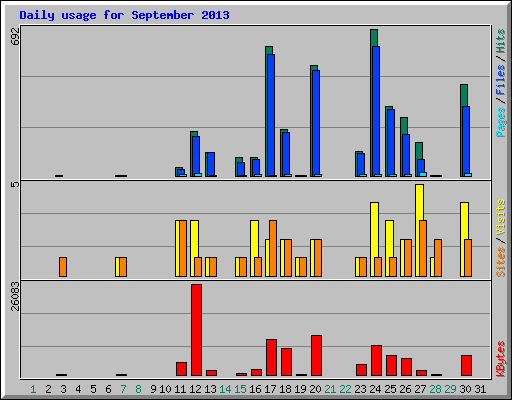 Daily usage for September 2013
692
5
26083
Pages / Files / Hits
Sites / Visits
KBytes
1 2 3 4 5 6 7 8 9 10 11 12 13 14 15 16 17 18 19 20 21 22 23 24 25 26 27 28 29 30 31